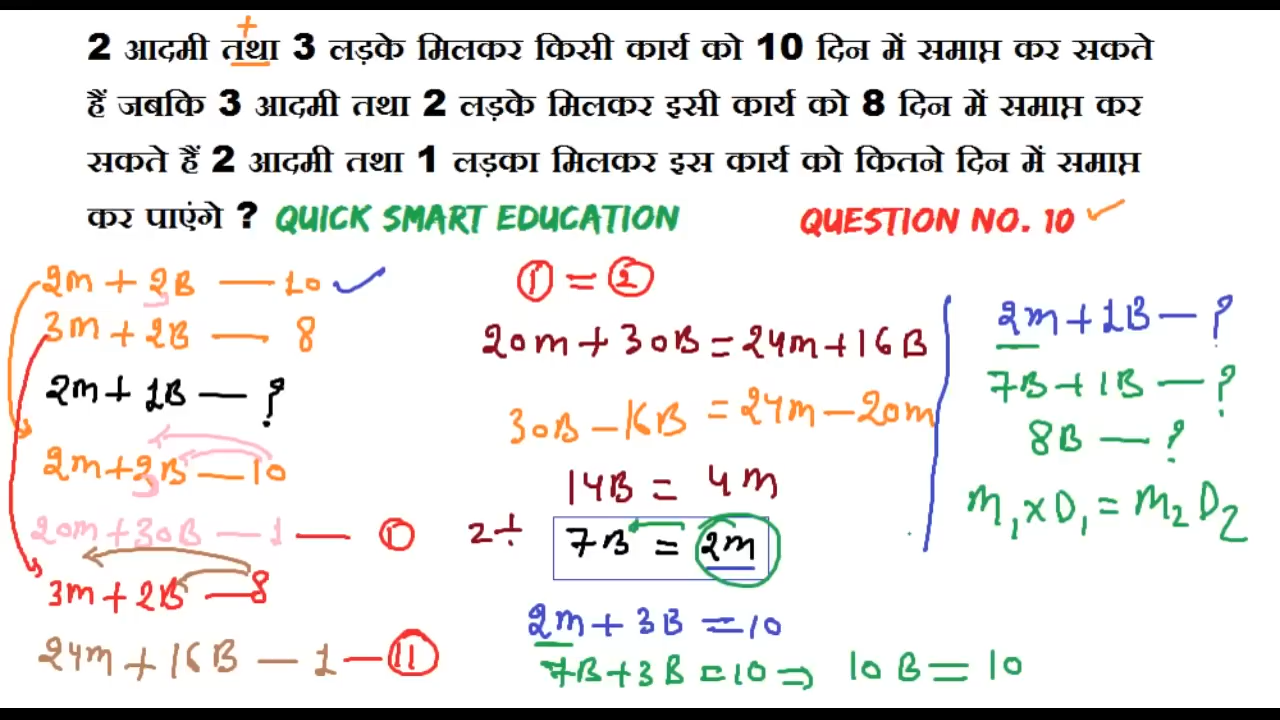 2 आदमी तथा 3 लड़के मिलकर किसी कार्य को 10 दिन में समाप्त कर सकते
हैं जबकि 3 आदमी तथा 2 लड़के मिलकर इसी कार्य को 8 दिन में समाप्त कर
सकते हैं 2 आदमी तथा 1 लड़का मिलकर इस कार्य को कितने दिन में समाप्त
कर पाएंगे ? QUICK SMART EDUCATION QUESTION NO. 10
+
2m + 3B — 10
3m + 2B — 8
2m + 1B — ?
2m + 3B — 10
20m + 30B — 1 — ①
3m + 2B — 8
24m + 16B — 1 — ⑪
① = ②
20m + 30B = 24m + 16B
30B – 16B = 24m – 20m
14B = 4m
2 ÷ 7B = 2m
2m + 3B = 10
7B + 3B = 10 ⇒ 10B = 10
2m + 1B — ?
7B + 1B — ?
8B — ?
M₁ × D₁ = M₂ D₂